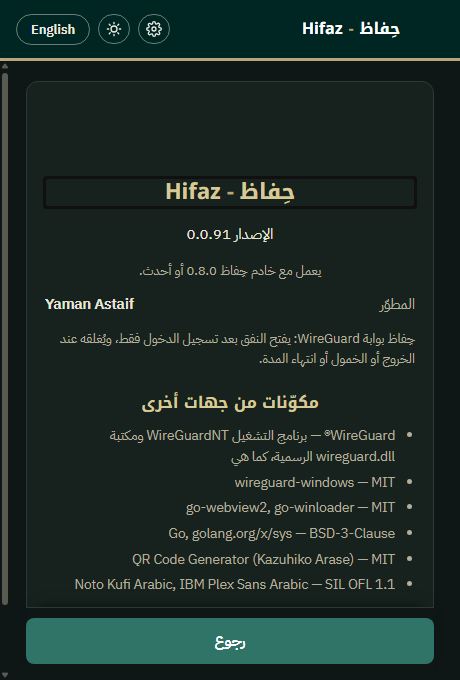 حِفاظ - Hifaz
English
حِفاظ - Hifaz
الإصدار 0.0.91
يعمل مع خادم حِفاظ 0.8.0 أو أحدث.
المطوّر Yaman Astaif
حِفاظ بوابة WireGuard: يفتح النفق بعد تسجيل الدخول فقط، ويُغلقه عند
الخروج أو الخمول أو انتهاء المدة.
مكوّنات من جهات أخرى
WireGuard® — برنامج التشغيل WireGuardNT ومكتبة
wireguard.dll الرسمية، كما هي
wireguard-windows — MIT
go-webview2, go-winloader — MIT
Go, golang.org/x/sys — BSD-3-Clause
QR Code Generator (Kazuhiko Arase) — MIT
Noto Kufi Arabic, IBM Plex Sans Arabic — SIL OFL 1.1
رجوع